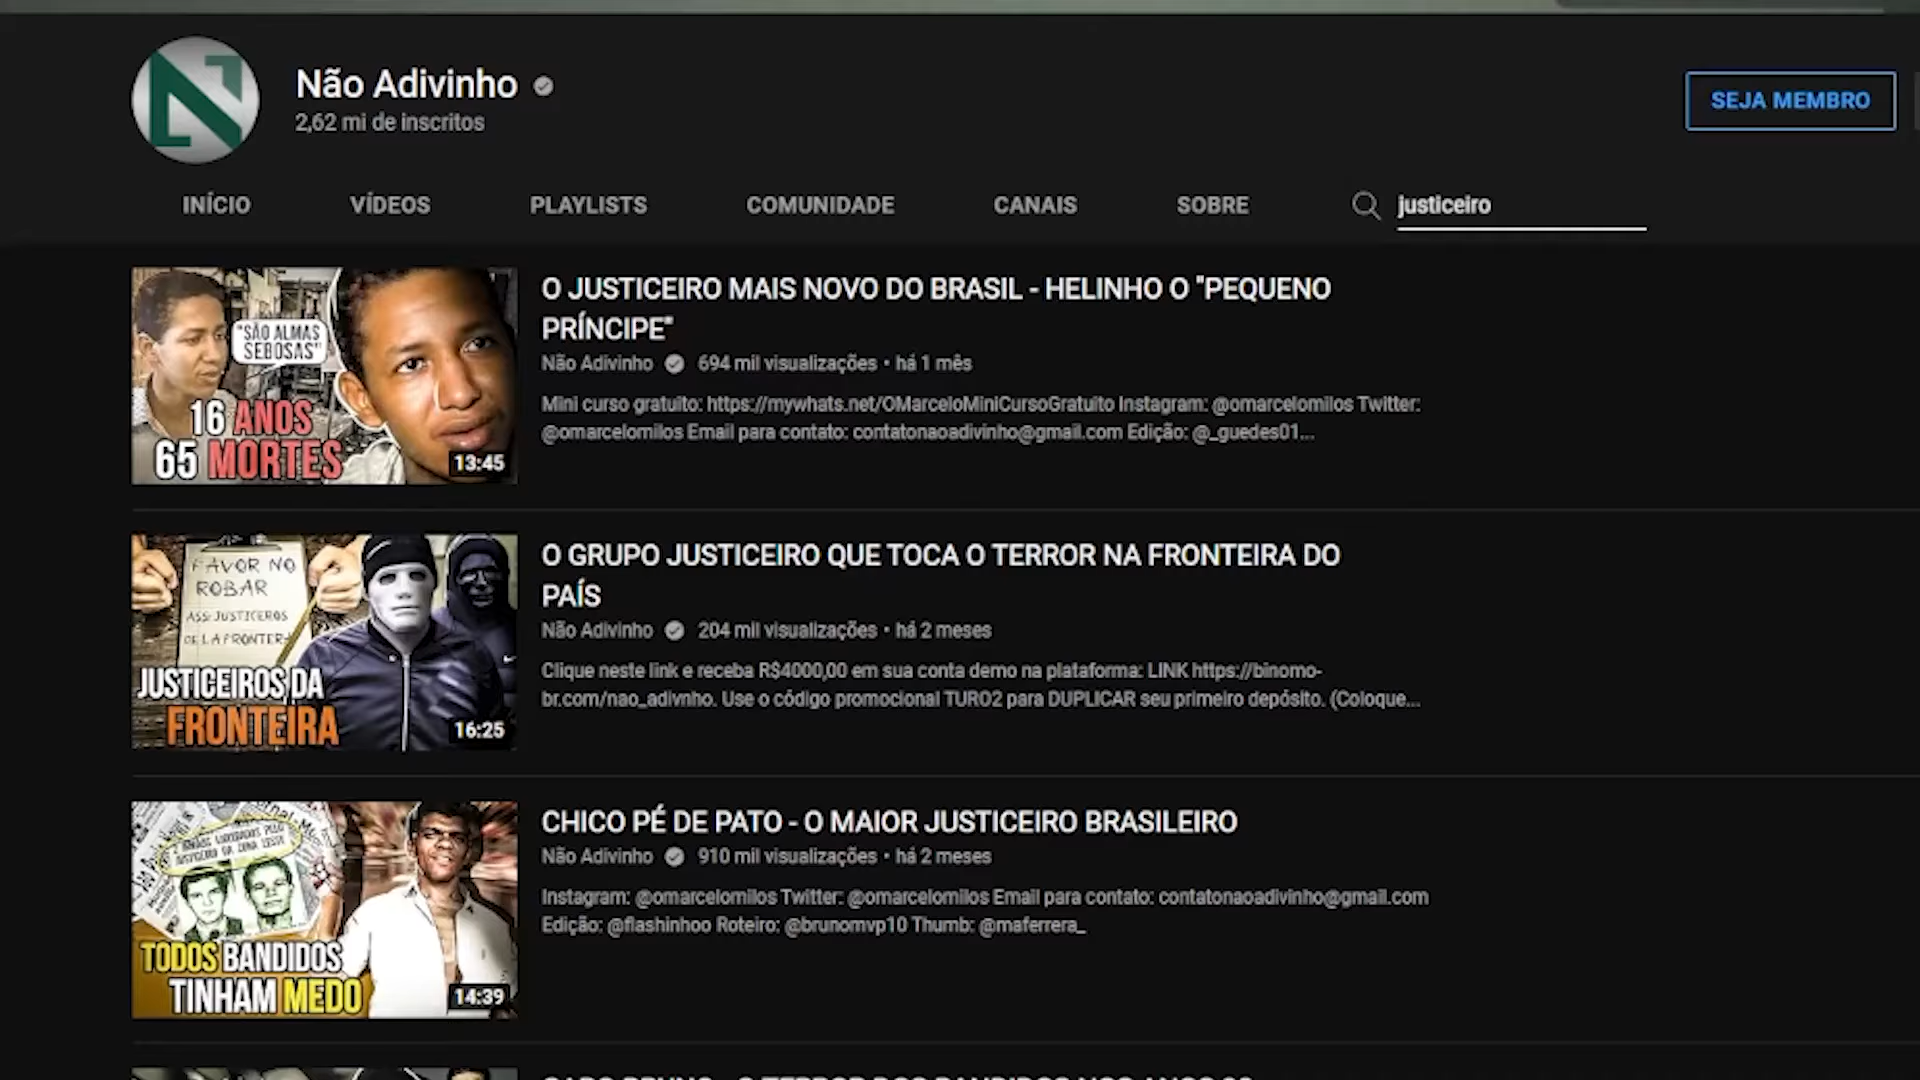 Não Adivinho
2,62 mi de inscritos
SEJA MEMBRO
INÍCIO VÍDEOS PLAYLISTS COMUNIDADE CANAIS SOBRE justiceiro
"SÃO ALMAS
SEBOSAS"
16 ANOS
65 MORTES
13:45
O JUSTICEIRO MAIS NOVO DO BRASIL - HELINHO O "PEQUENO
PRÍNCIPE"
Não Adivinho 694 mil visualizações • há 1 mês
Mini curso gratuito: https://mywhats.net/OMarceloMiniCursoGratuito Instagram: @omarcelomilos Twitter:
@omarcelomilos Email para contato: contatonaoadivinho@gmail.com Edição: @_guedes01...
FAVOR NO
ROBAR
ASS: JUSTICEROS
DE LA FRONTERA
JUSTICEIROS DA
FRONTEIRA
16:25
O GRUPO JUSTICEIRO QUE TOCA O TERROR NA FRONTEIRA DO
PAÍS
Não Adivinho 204 mil visualizações • há 2 meses
Clique neste link e receba R$4000,00 em sua conta demo na plataforma: LINK https://binomo-
br.com/nao_adivnho. Use o código promocional TURO2 para DUPLICAR seu primeiro depósito. (Coloque...
JUSTICEIRO DA ZONA LESTE
TODOS BANDIDOS
TINHAM MEDO
14:39
CHICO PÉ DE PATO - O MAIOR JUSTICEIRO BRASILEIRO
Não Adivinho 910 mil visualizações • há 2 meses
Instagram: @omarcelomilos Twitter: @omarcelomilos Email para contato: contatonaoadivinho@gmail.com
Edição: @flashinhoo Roteiro: @brunomvp10 Thumb: @maferrera_